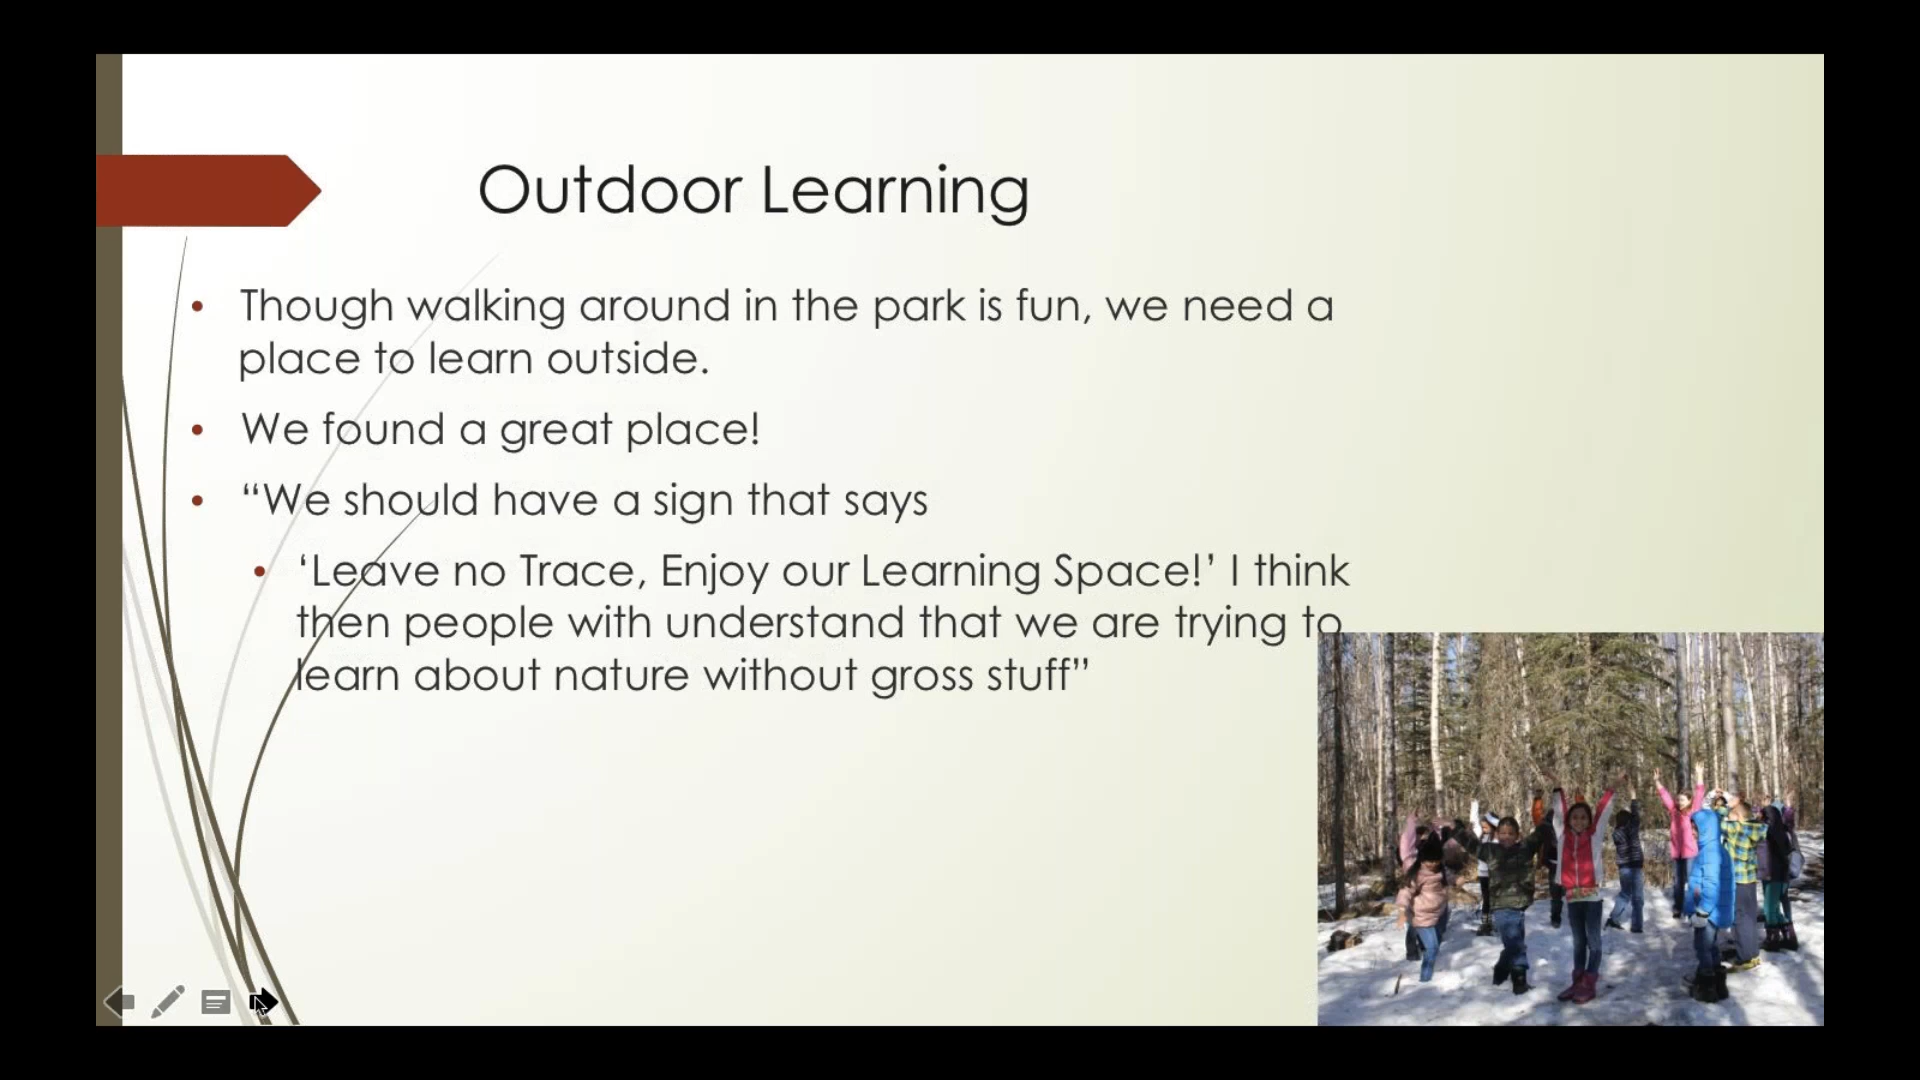 Outdoor Learning
• Though walking around in the park is fun, we need a
place to learn outside.
• We found a great place!
• “We should have a sign that says
• ‘Leave no Trace, Enjoy our Learning Space!’ I think
then people with understand that we are trying to
learn about nature without gross stuff”